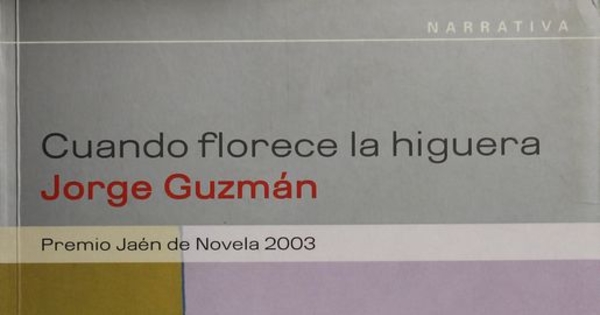 NARRATIVA
Cuando florece la higuera
Jorge Guzmán
Premio Jaén de Novela 2003